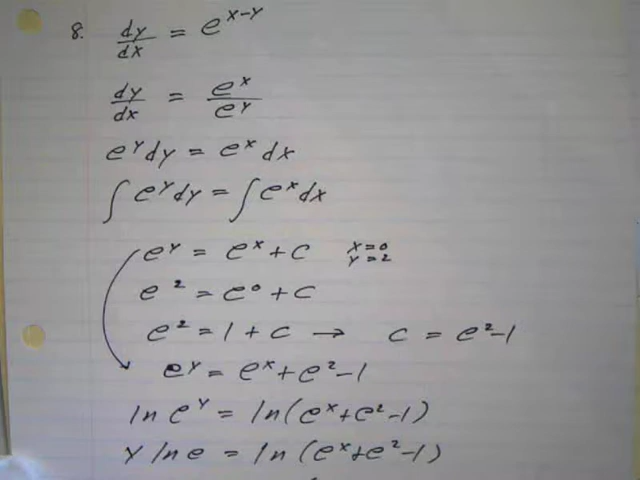 8. dy/dx = e^(x-y)
dy/dx = e^x/e^y
e^y dy = e^x dx
∫ e^y dy = ∫ e^x dx
e^y = e^x + C x=0 y=2
e^2 = e^0 + C
e^2 = 1 + C → C = e^2-1
e^y = e^x + e^2 - 1
ln e^y = ln(e^x + e^2 - 1)
y ln e = ln (e^x + e^2 - 1)